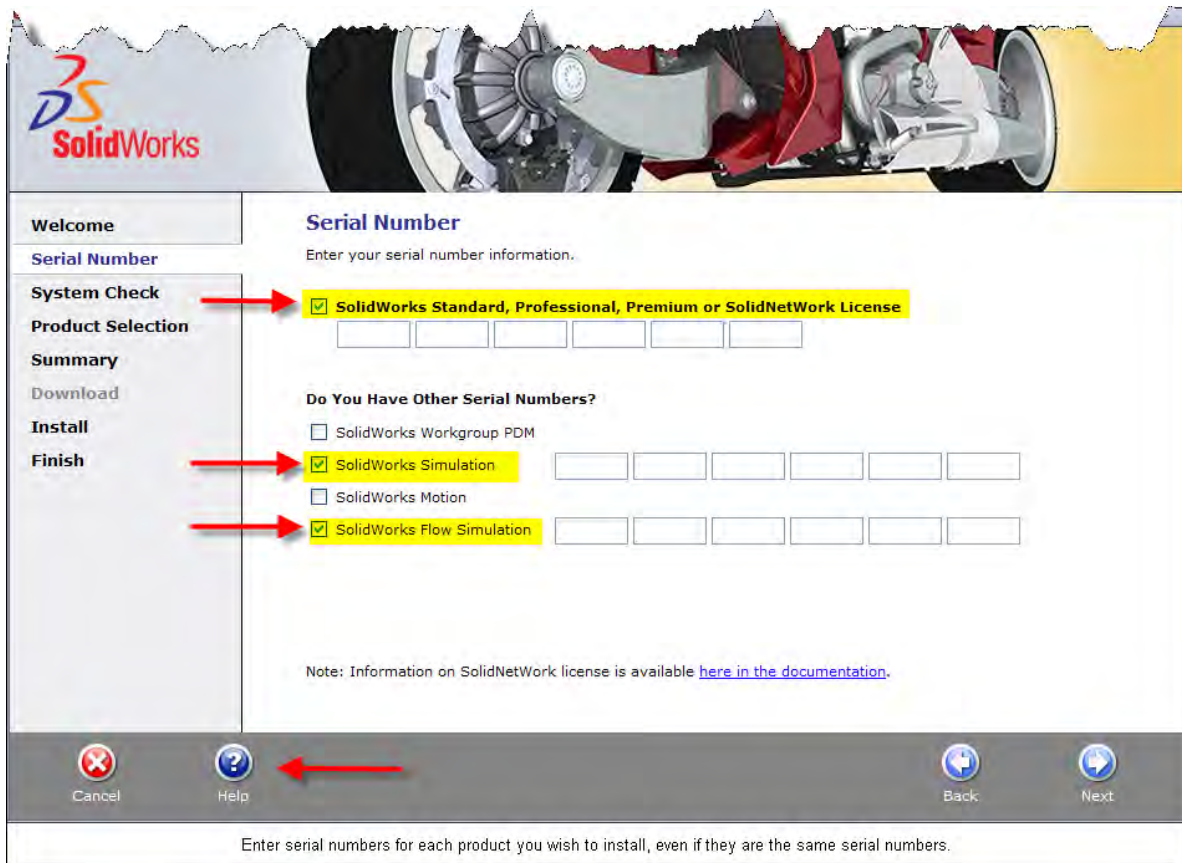 SolidWorks
Welcome
Serial Number
System Check
Product Selection
Summary
Download
Install
Finish
Serial Number
Enter your serial number information.
SolidWorks Standard, Professional, Premium or SolidNetWork License
Do You Have Other Serial Numbers?
SolidWorks Workgroup PDM
SolidWorks Simulation
SolidWorks Motion
SolidWorks Flow Simulation
Note: Information on SolidNetWork license is available here in the documentation.
Cancel
Help
Back
Next
Enter serial numbers for each product you wish to install, even if they are the same serial numbers.